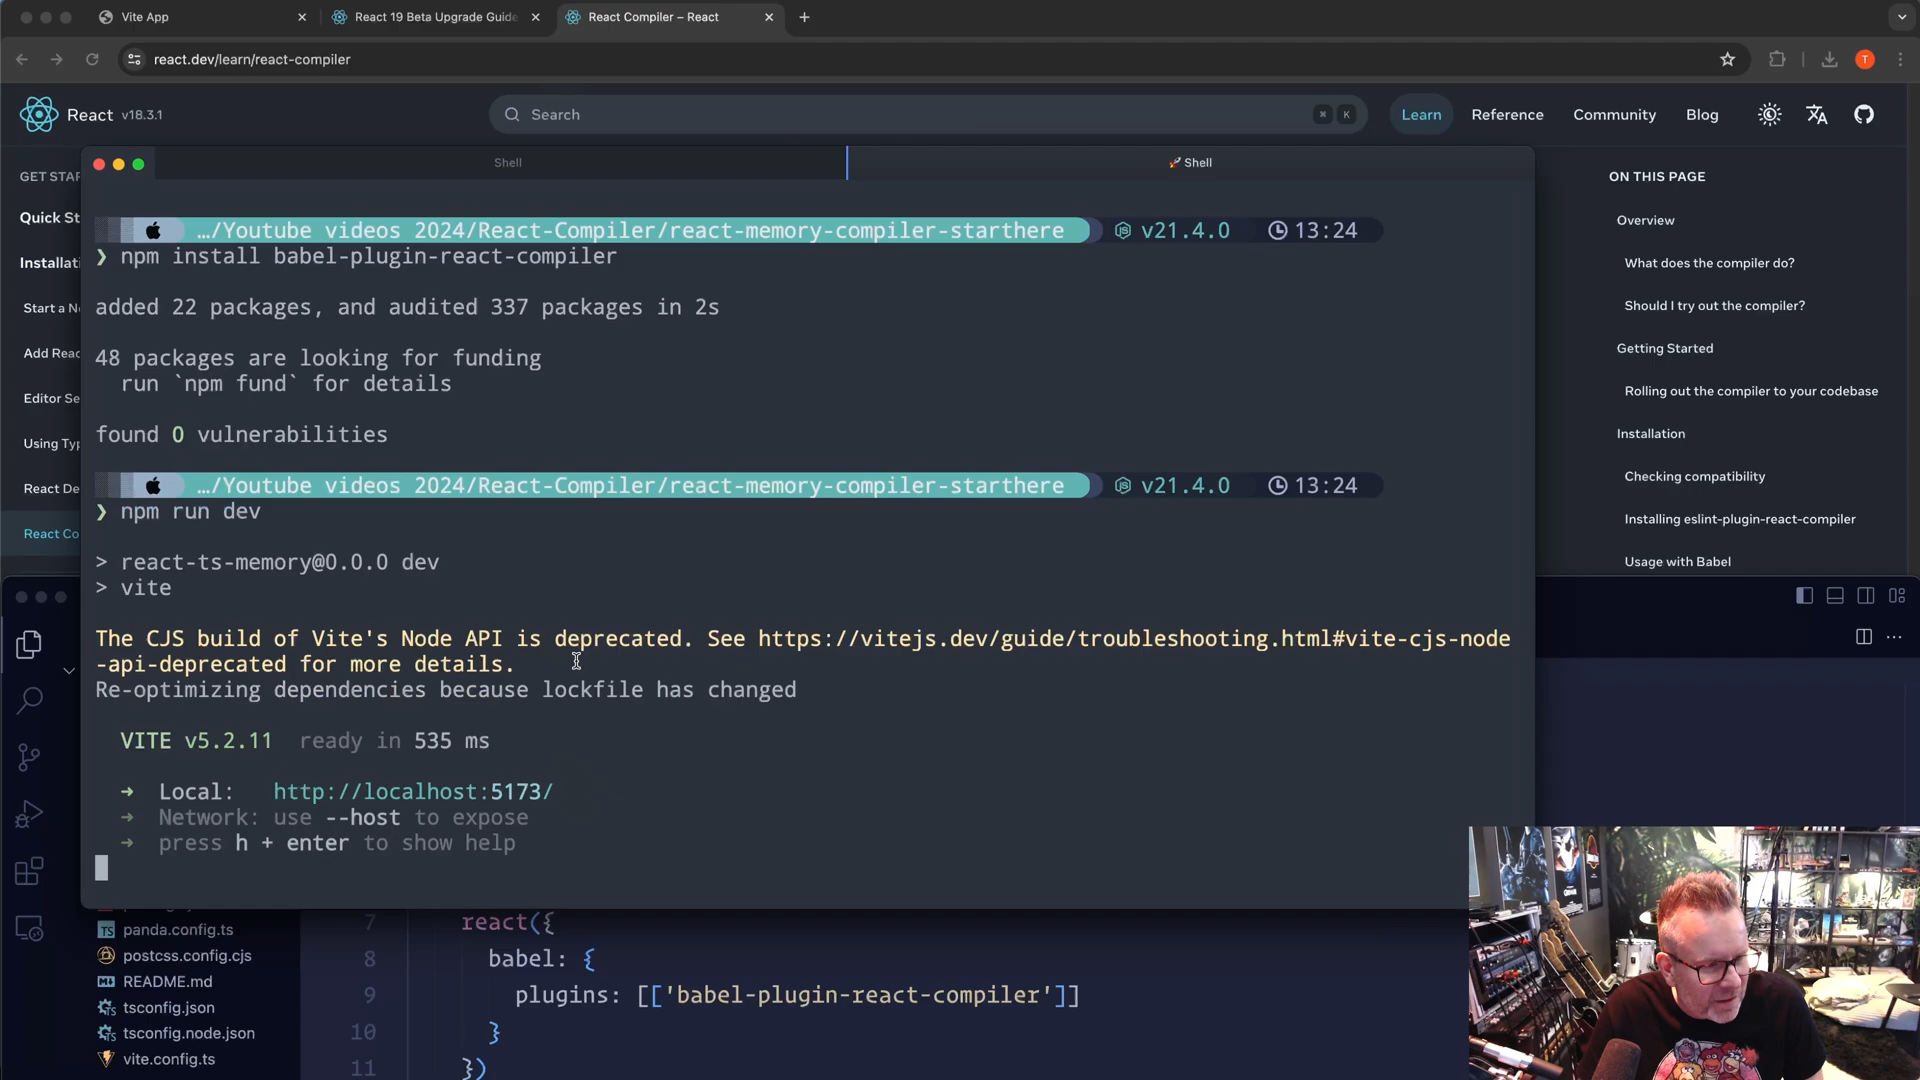 Vite App
React 19 Beta Upgrade Guide
React Compiler – React
react.dev/learn/react-compiler
T
React v18.3.1
Search
K
Learn
Reference
Community
Blog
GET STAR
Quick St
Installati
Start a N
Add Reac
Editor Se
Using Typ
React De
React Co
Shell
Shell
…/Youtube videos 2024/React-Compiler/react-memory-compiler-starthere v21.4.0 13:24
❯ npm install babel-plugin-react-compiler
added 22 packages, and audited 337 packages in 2s
48 packages are looking for funding
run `npm fund` for details
found 0 vulnerabilities
…/Youtube videos 2024/React-Compiler/react-memory-compiler-starthere v21.4.0 13:24
❯ npm run dev
> react-ts-memory@0.0.0 dev
> vite
The CJS build of Vite's Node API is deprecated. See https://vitejs.dev/guide/troubleshooting.html#vite-cjs-node
-api-deprecated for more details.
Re-optimizing dependencies because lockfile has changed
VITE v5.2.11 ready in 535 ms
➜ Local: http://localhost:5173/
➜ Network: use --host to expose
➜ press h + enter to show help
ON THIS PAGE
Overview
What does the compiler do?
Should I try out the compiler?
Getting Started
Rolling out the compiler to your codebase
Installation
Checking compatibility
Installing eslint-plugin-react-compiler
Usage with Babel
TS panda.config.ts
postcss.config.cjs
README.md
tsconfig.json
tsconfig.node.json
vite.config.ts
7 react({
8 babel: {
9 plugins: [['babel-plugin-react-compiler']]
10 }
11 })